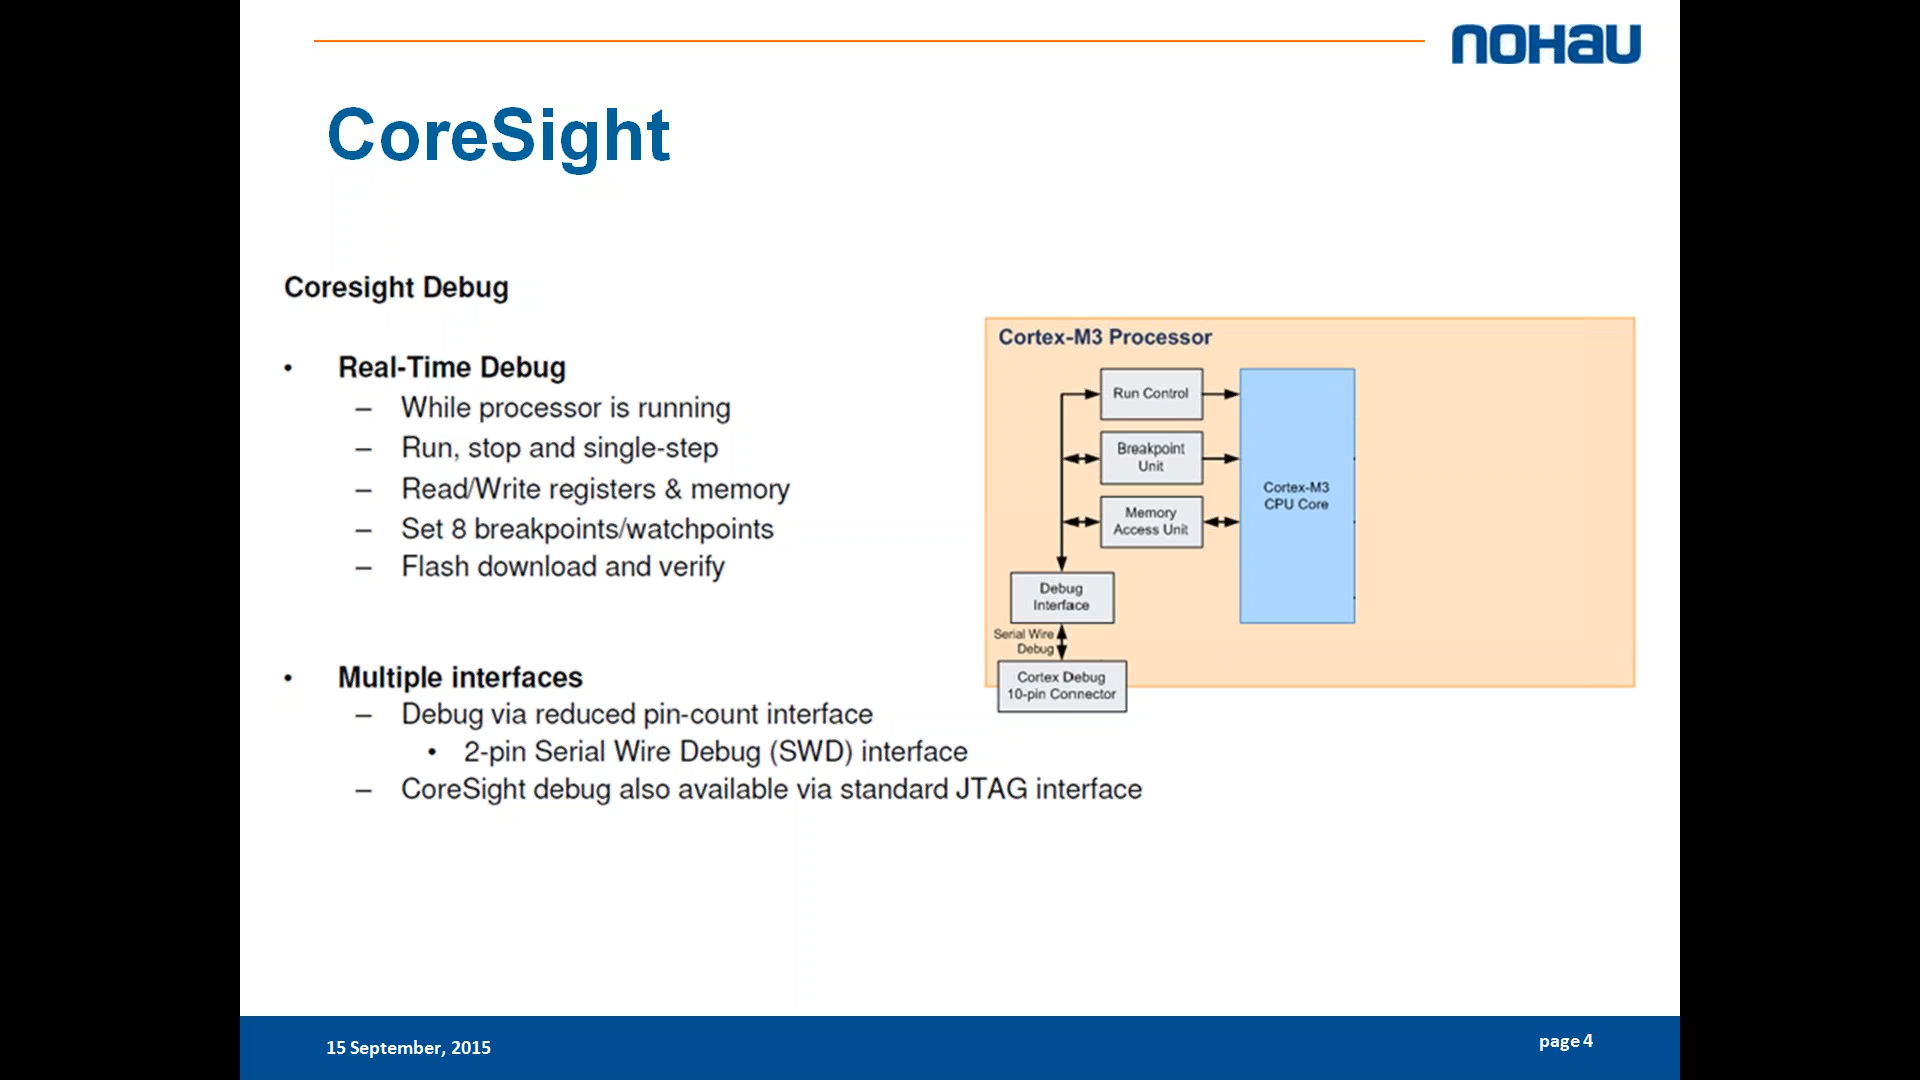 noHau
CoreSight
Coresight Debug
• Real-Time Debug
– While processor is running
– Run, stop and single-step
– Read/Write registers & memory
– Set 8 breakpoints/watchpoints
– Flash download and verify
• Multiple interfaces
– Debug via reduced pin-count interface
• 2-pin Serial Wire Debug (SWD) interface
– CoreSight debug also available via standard JTAG interface
Cortex-M3 Processor
Run Control
Breakpoint
Unit
Memory
Access Unit
Cortex-M3
CPU Core
Debug
Interface
Serial Wire
Debug
Cortex Debug
10-pin Connector
15 September, 2015
page 4